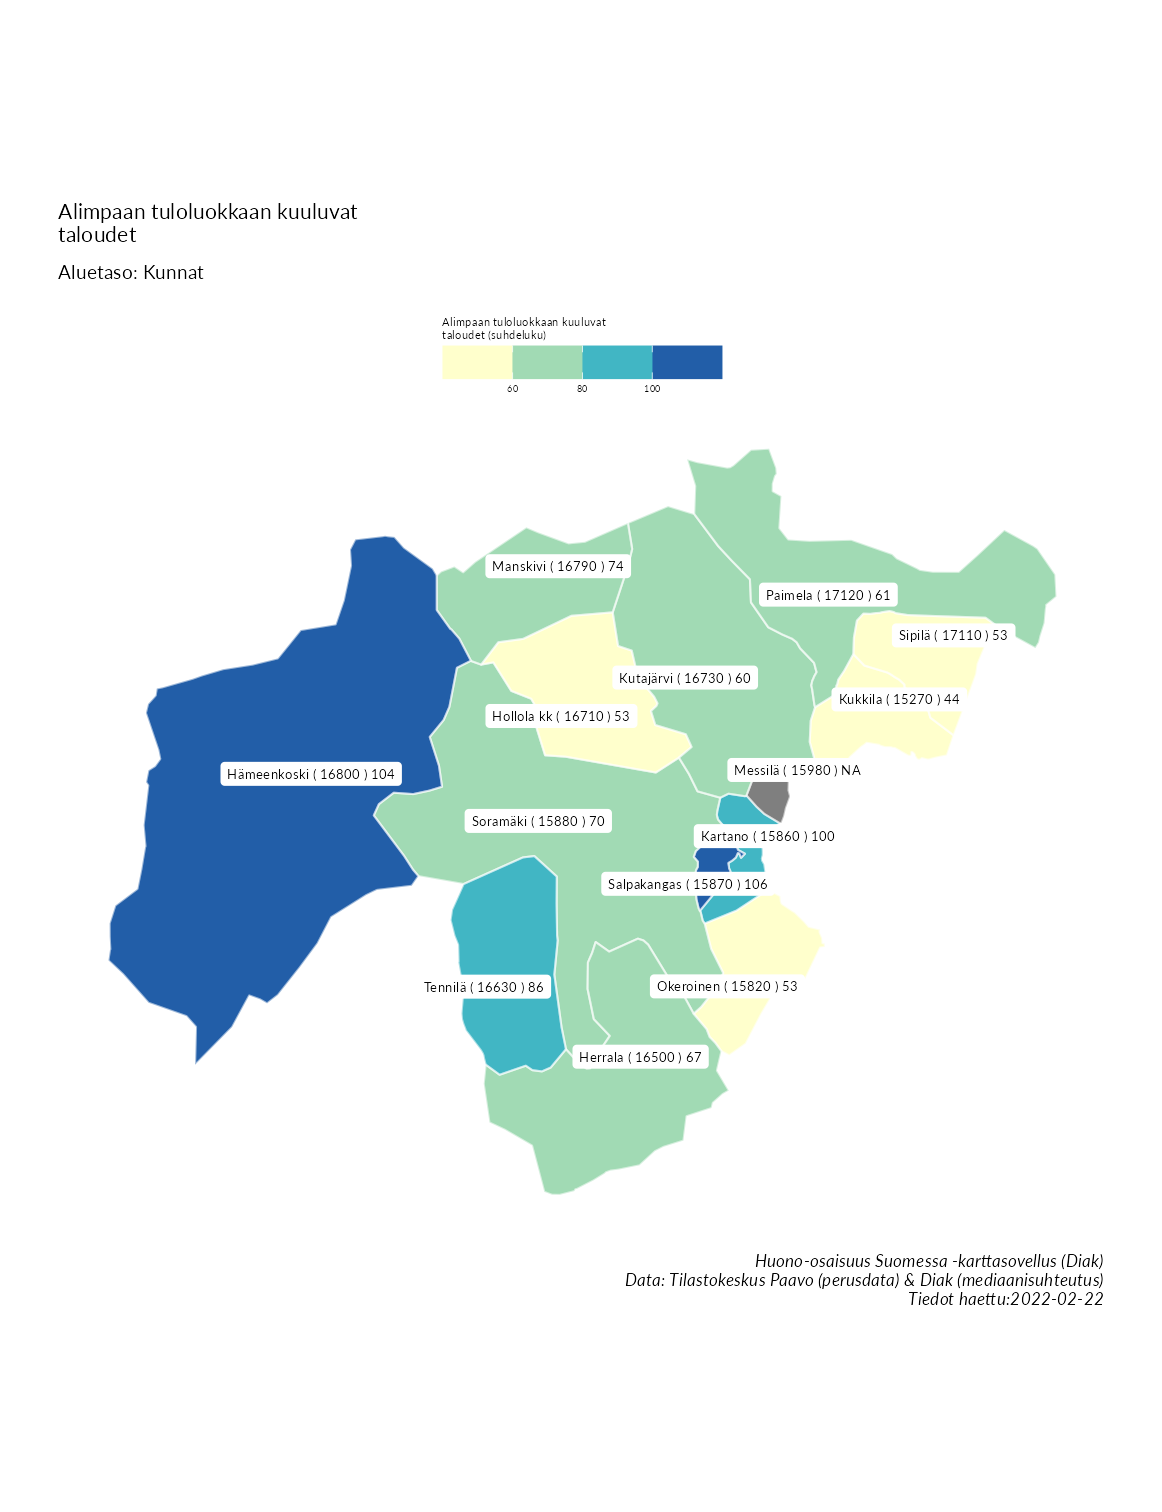 Alimpaan tuloluokkaan kuuluvat
taloudet
Aluetaso: Kunnat
Alimpaan tuloluokkaan kuuluvat
taloudet (suhdeluku)
60 80 100
Manskivi ( 16790 ) 74
Paimela ( 17120 ) 61
Sipilä ( 17110 ) 53
Kutajärvi ( 16730 ) 60
Kukkila ( 15270 ) 44
Hollola kk ( 16710 ) 53
Hämeenkoski ( 16800 ) 104
Messilä ( 15980 ) NA
Soramäki ( 15880 ) 70
Kartano ( 15860 ) 100
Salpakangas ( 15870 ) 106
Tennilä ( 16630 ) 86
Okeroinen ( 15820 ) 53
Herrala ( 16500 ) 67
Huono-osaisuus Suomessa -karttasovellus (Diak)
Data: Tilastokeskus Paavo (perusdata) & Diak (mediaanisuhteutus)
Tiedot haettu:2022-02-22